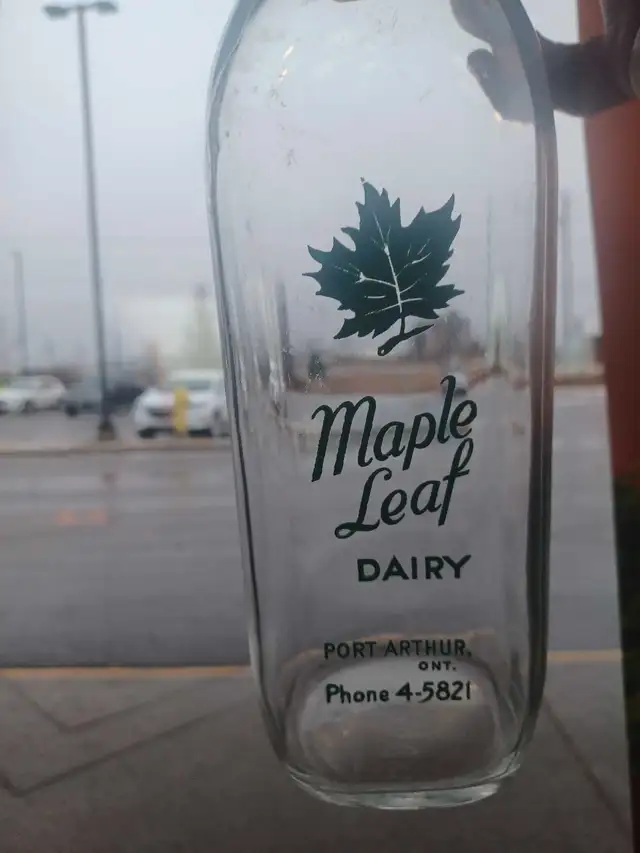 Maple
Leaf
DAIRY
PORT ARTHUR,
ONT.
Phone 4-5821